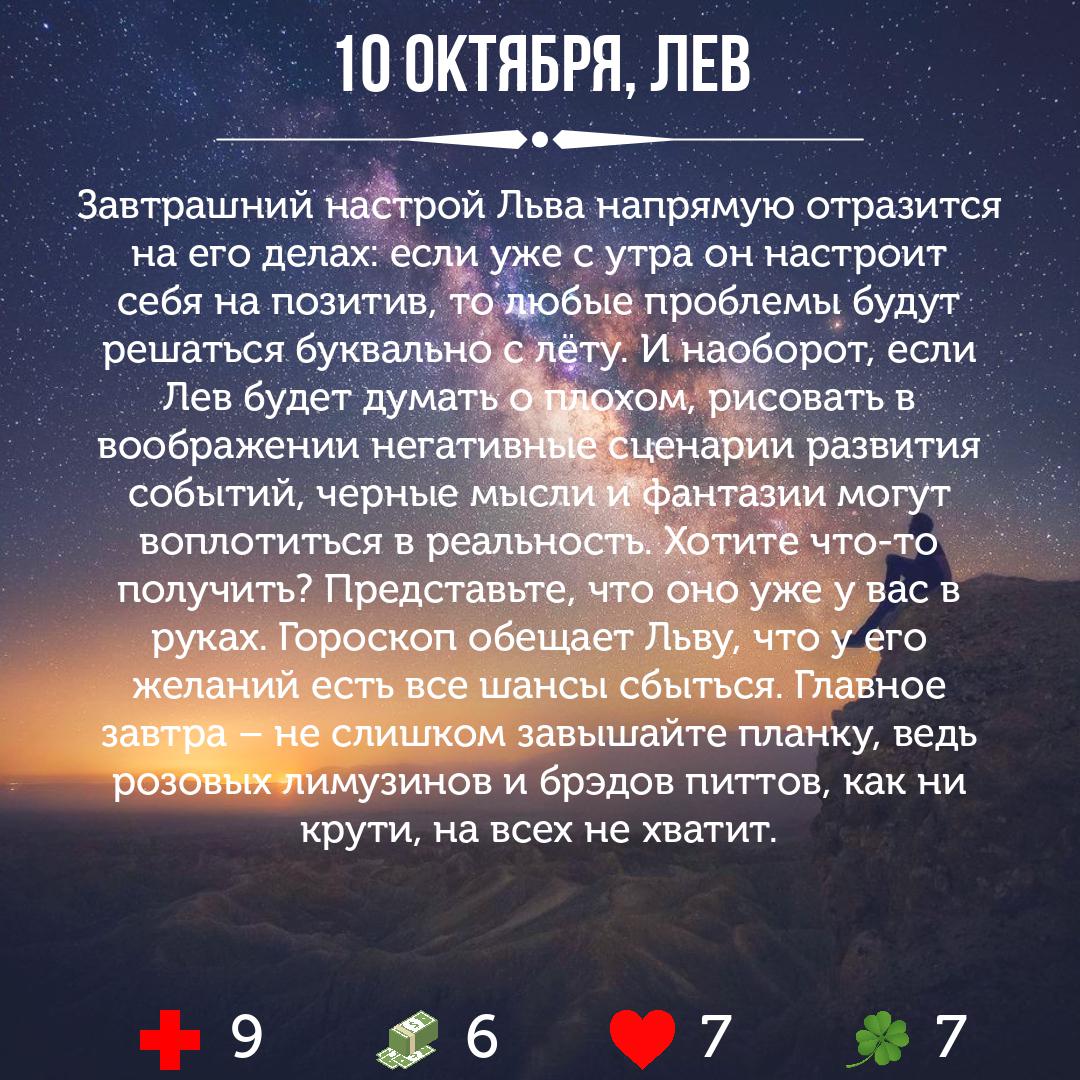 10 ОКТЯБРЯ, ЛЕВ
Завтрашний настрой Льва напрямую отразится
на его делах: если уже с утра он настроит
себя на позитив, то любые проблемы будут
решаться буквально с лёту. И наоборот, если
Лев будет думать о плохом, рисовать в
воображении негативные сценарии развития
событий, черные мысли и фантазии могут
воплотиться в реальность. Хотите что-то
получить? Представьте, что оно уже у вас в
руках. Гороскоп обещает Льву, что у его
желаний есть все шансы сбыться. Главное
завтра – не слишком завышайте планку, ведь
розовых лимузинов и брэдов питтов, как ни
крути, на всех не хватит.
9 6 7 7